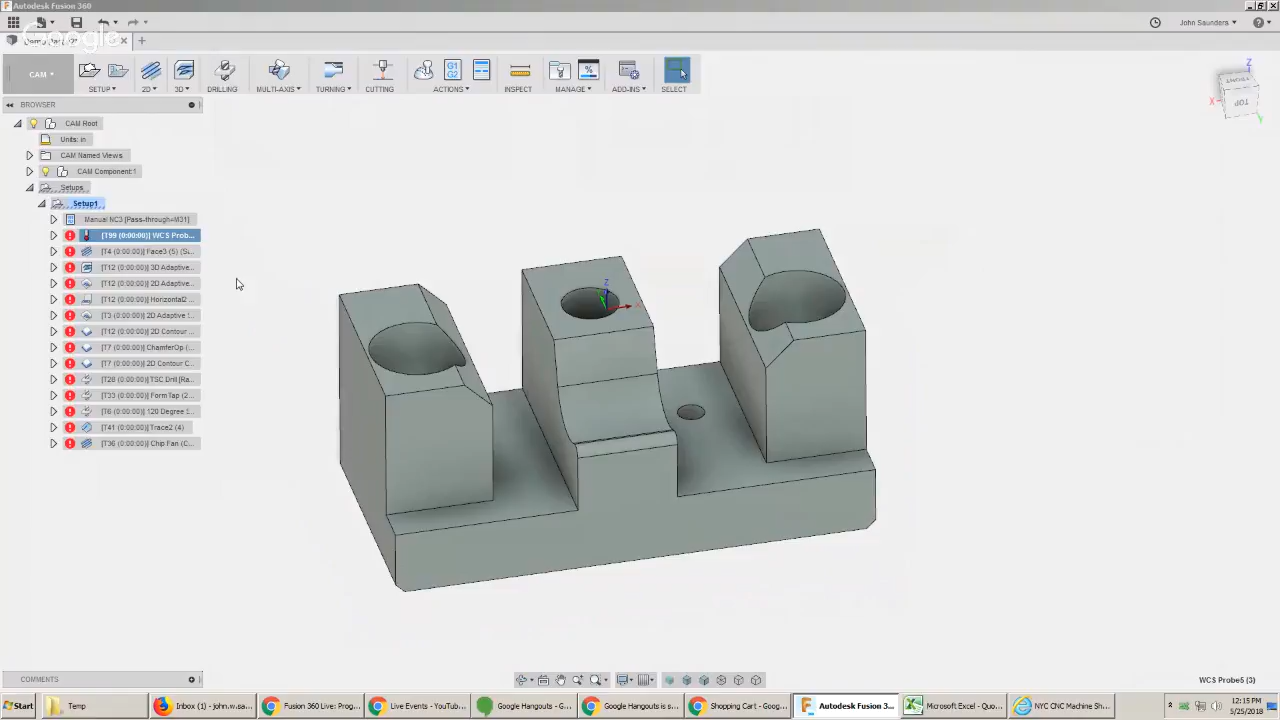 Autodesk Fusion 360
John Saunders
Google
CAM
SETUP
2D
3D
DRILLING
MULTI-AXIS
TURNING
CUTTING
ACTIONS
G1
G2
INSPECT
MANAGE
ADD-INS
SELECT
BROWSER
CAM Root
Units: in
CAM Named Views
CAM Component:1
Setups
Setup1
Manual NC3 [Pass-through=M31]
[T99 (0:00:00)] WCS Prob...
[T4 (0:00:00)] Face3 (5) (Su...
[T12 (0:00:00)] 3D Adaptive...
[T12 (0:00:00)] 2D Adaptive...
[T12 (0:00:00)] Horizontal2 ...
[T3 (0:00:00)] 2D Adaptive ...
[T12 (0:00:00)] 2D Contour ...
[T7 (0:00:00)] ChamferOp (...
[T7 (0:00:00)] 2D Contour C...
[T28 (0:00:00)] TSC Drill [Ra...
[T33 (0:00:00)] FormTap (2...
[T6 (0:00:00)] 120 Degree S...
[T41 (0:00:00)] Trace2 (4)
[T36 (0:00:00)] Chip Fan (C...
Z
X
TOP
Y
Z
COMMENTS
WCS Probe5 (3)
Start
Temp
Inbox (1) - john.w.sa...
Fusion 360 Live: Prog...
Live Events - YouTub...
Google Hangouts - G...
Google Hangouts is s...
Shopping Cart - Goog...
Autodesk Fusion 3...
Microsoft Excel - Quo...
NYC CNC Machine Sh...
12:15 PM
5/25/2018